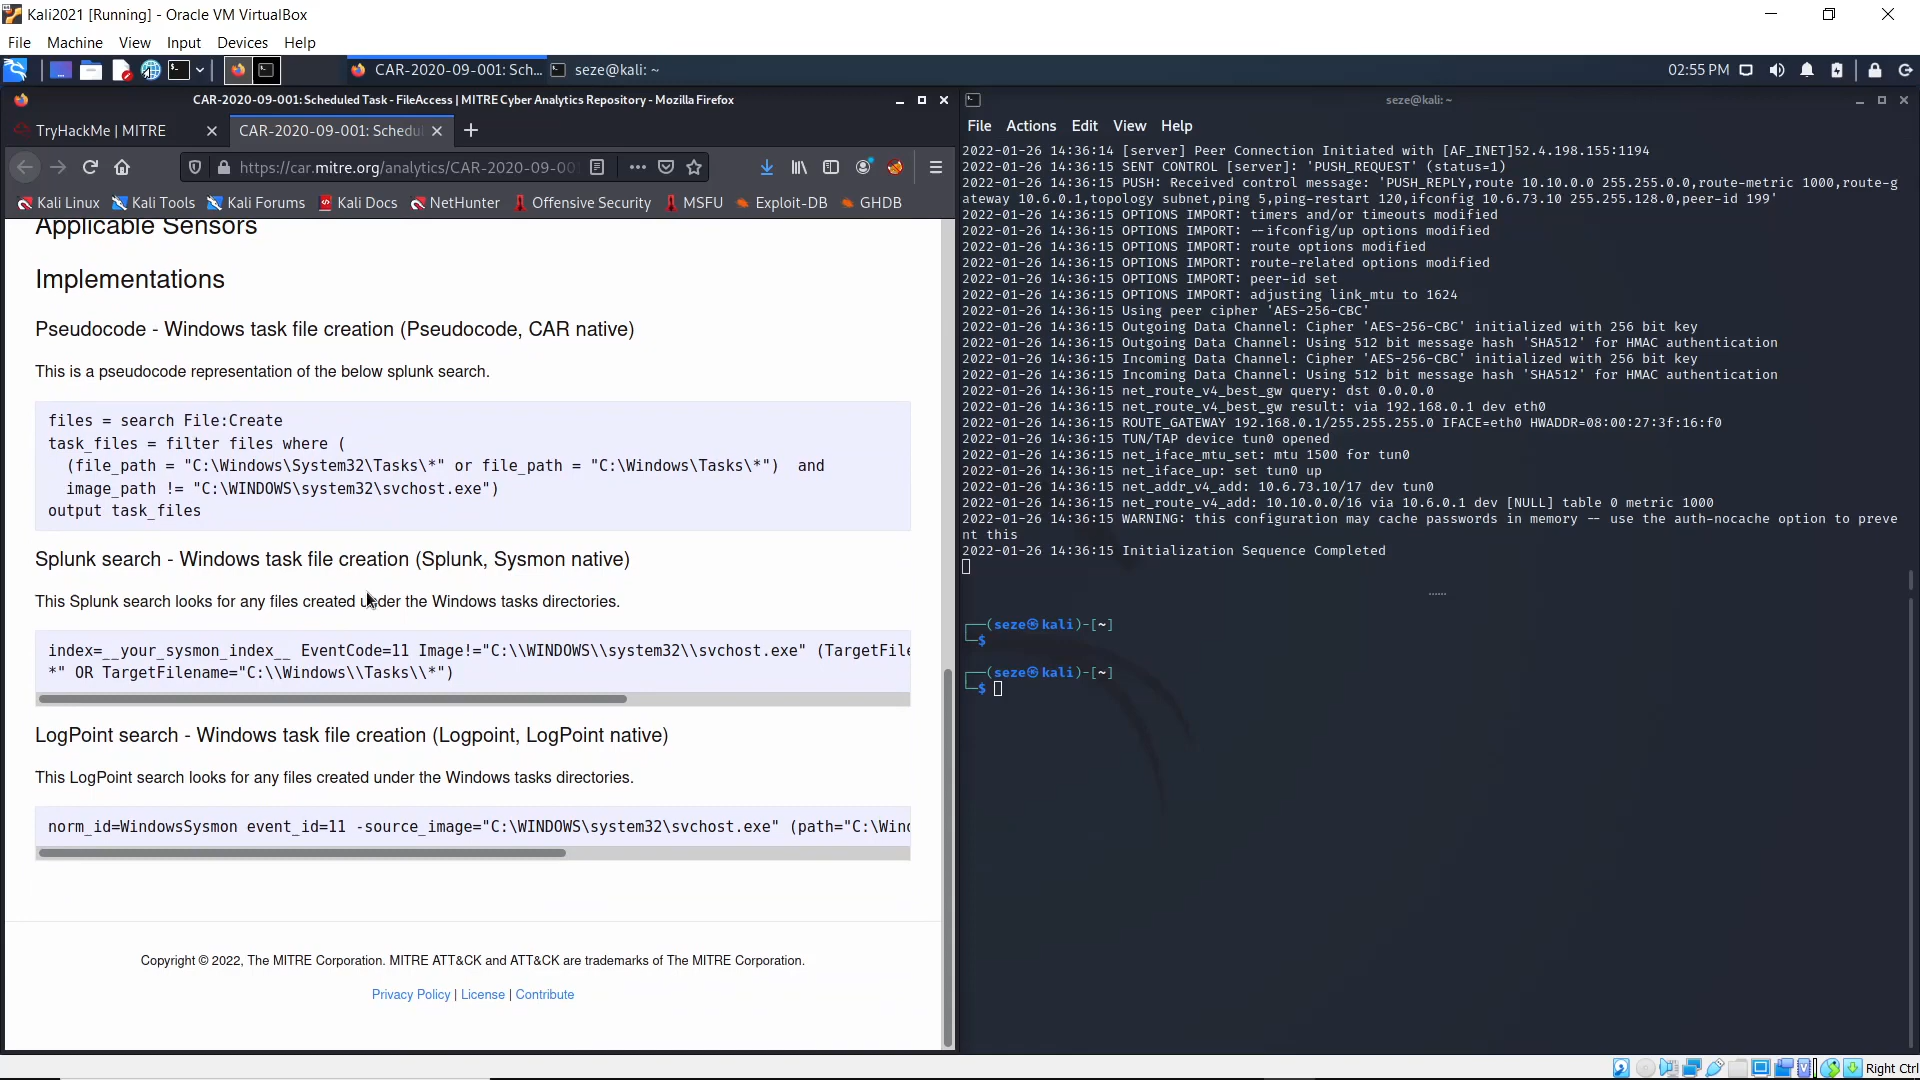 Kali2021 [Running] - Oracle VM VirtualBox
File Machine View Input Devices Help
CAR-2020-09-001: Sch... seze@kali: ~ 02:55 PM
CAR-2020-09-001: Scheduled Task - FileAccess | MITRE Cyber Analytics Repository - Mozilla Firefox
TryHackMe | MITRE
CAR-2020-09-001: Schedul
https://car.mitre.org/analytics/CAR-2020-09-00
Kali Linux Kali Tools Kali Forums Kali Docs NetHunter Offensive Security MSFU Exploit-DB GHDB
Applicable Sensors
Implementations
Pseudocode - Windows task file creation (Pseudocode, CAR native)
This is a pseudocode representation of the below splunk search.
files = search File:Create
task_files = filter files where (
(file_path = "C:\Windows\System32\Tasks\*" or file_path = "C:\Windows\Tasks\*")  and
image_path != "C:\WINDOWS\system32\svchost.exe")
output task_files
Splunk search - Windows task file creation (Splunk, Sysmon native)
This Splunk search looks for any files created under the Windows tasks directories.
index=__your_sysmon_index__ EventCode=11 Image!="C:\\WINDOWS\\system32\\svchost.exe" (TargetFile
*" OR TargetFilename="C:\\Windows\\Tasks\\*")
LogPoint search - Windows task file creation (Logpoint, LogPoint native)
This LogPoint search looks for any files created under the Windows tasks directories.
norm_id=WindowsSysmon event_id=11 -source_image="C:\WINDOWS\system32\svchost.exe" (path="C:\Wind
Copyright © 2022, The MITRE Corporation. MITRE ATT&CK and ATT&CK are trademarks of The MITRE Corporation.
Privacy Policy | License | Contribute
seze@kali: ~
File Actions Edit View Help
2022-01-26 14:36:14 [server] Peer Connection Initiated with [AF_INET]52.4.198.155:1194
2022-01-26 14:36:15 SENT CONTROL [server]: 'PUSH_REQUEST' (status=1)
2022-01-26 14:36:15 PUSH: Received control message: 'PUSH_REPLY,route 10.10.0.0 255.255.0.0,route-metric 1000,route-g
ateway 10.6.0.1,topology subnet,ping 5,ping-restart 120,ifconfig 10.6.73.10 255.255.128.0,peer-id 199'
2022-01-26 14:36:15 OPTIONS IMPORT: timers and/or timeouts modified
2022-01-26 14:36:15 OPTIONS IMPORT: --ifconfig/up options modified
2022-01-26 14:36:15 OPTIONS IMPORT: route options modified
2022-01-26 14:36:15 OPTIONS IMPORT: route-related options modified
2022-01-26 14:36:15 OPTIONS IMPORT: peer-id set
2022-01-26 14:36:15 OPTIONS IMPORT: adjusting link_mtu to 1624
2022-01-26 14:36:15 Using peer cipher 'AES-256-CBC'
2022-01-26 14:36:15 Outgoing Data Channel: Cipher 'AES-256-CBC' initialized with 256 bit key
2022-01-26 14:36:15 Outgoing Data Channel: Using 512 bit message hash 'SHA512' for HMAC authentication
2022-01-26 14:36:15 Incoming Data Channel: Cipher 'AES-256-CBC' initialized with 256 bit key
2022-01-26 14:36:15 Incoming Data Channel: Using 512 bit message hash 'SHA512' for HMAC authentication
2022-01-26 14:36:15 net_route_v4_best_gw query: dst 0.0.0.0
2022-01-26 14:36:15 net_route_v4_best_gw result: via 192.168.0.1 dev eth0
2022-01-26 14:36:15 ROUTE_GATEWAY 192.168.0.1/255.255.255.0 IFACE=eth0 HWADDR=08:00:27:3f:16:f0
2022-01-26 14:36:15 TUN/TAP device tun0 opened
2022-01-26 14:36:15 net_iface_mtu_set: mtu 1500 for tun0
2022-01-26 14:36:15 net_iface_up: set tun0 up
2022-01-26 14:36:15 net_addr_v4_add: 10.6.73.10/17 dev tun0
2022-01-26 14:36:15 net_route_v4_add: 10.10.0.0/16 via 10.6.0.1 dev [NULL] table 0 metric 1000
2022-01-26 14:36:15 WARNING: this configuration may cache passwords in memory -- use the auth-nocache option to preve
nt this
2022-01-26 14:36:15 Initialization Sequence Completed
┌──(seze㉿kali)-[~]
└─$
┌──(seze㉿kali)-[~]
└─$
Right Ctrl